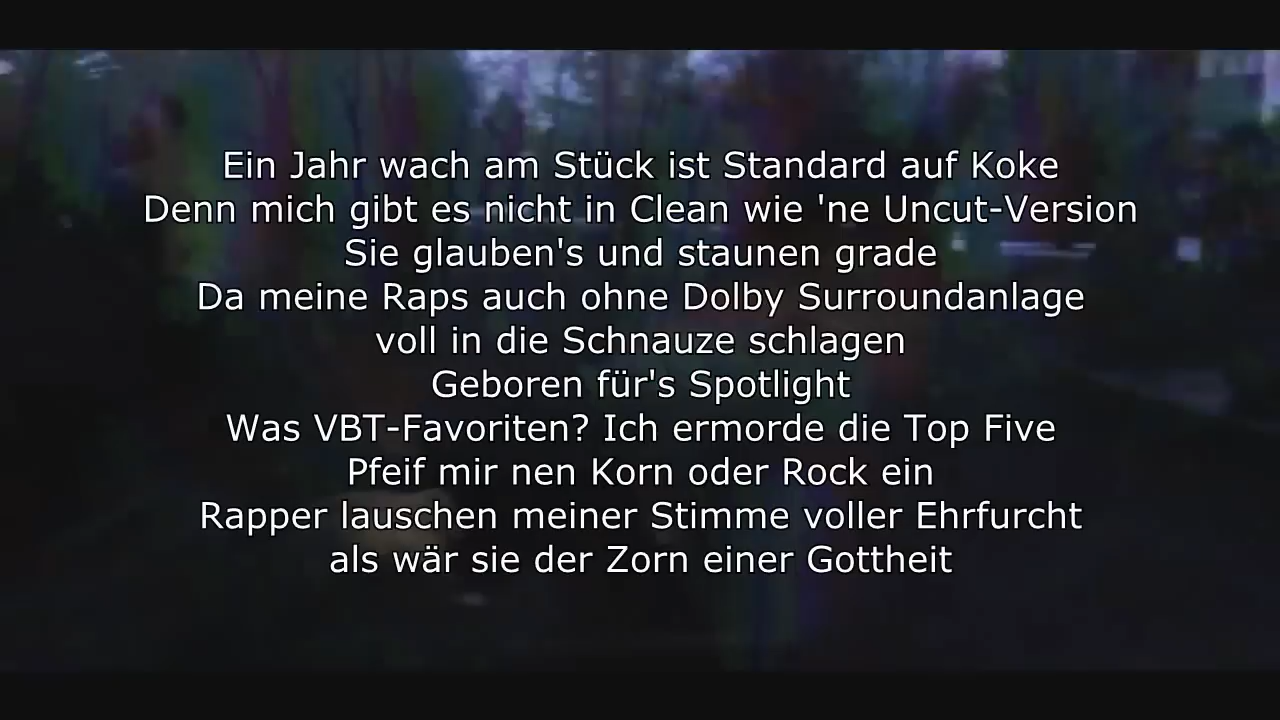 Ein Jahr wach am Stück ist Standard auf Koke
Denn mich gibt es nicht in Clean wie 'ne Uncut-Version
Sie glauben's und staunen grade
Da meine Raps auch ohne Dolby Surroundanlage
voll in die Schnauze schlagen
Geboren für's Spotlight
Was VBT-Favoriten? Ich ermorde die Top Five
Pfeif mir nen Korn oder Rock ein
Rapper lauschen meiner Stimme voller Ehrfurcht
als wär sie der Zorn einer Gottheit